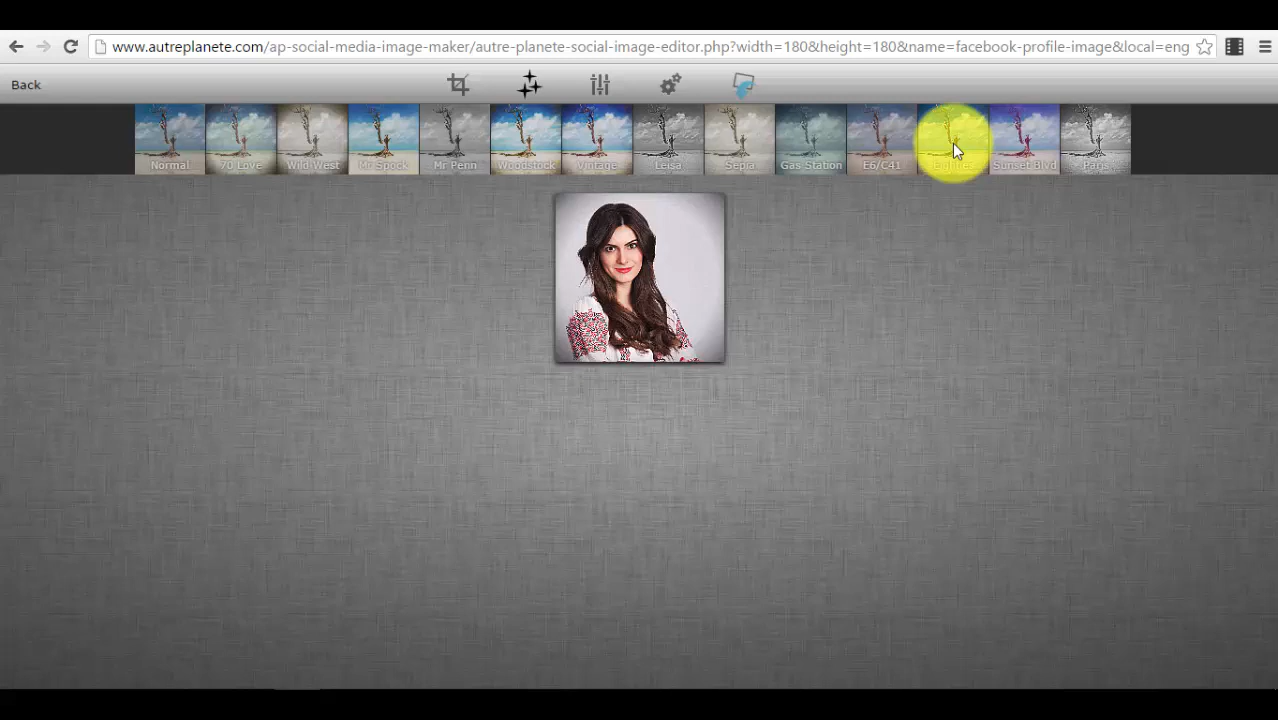 www.autreplanete.com/ap-social-media-image-maker/autre-planete-social-image-editor.php?width=180&height=180&name=facebook-profile-image&local=eng
Back
Normal 70 Love Wild West Mr Spock Mr Penn Woodstock Vintage Leisa Sepia Gas Station E6/C41 Sunset Blvd Paris